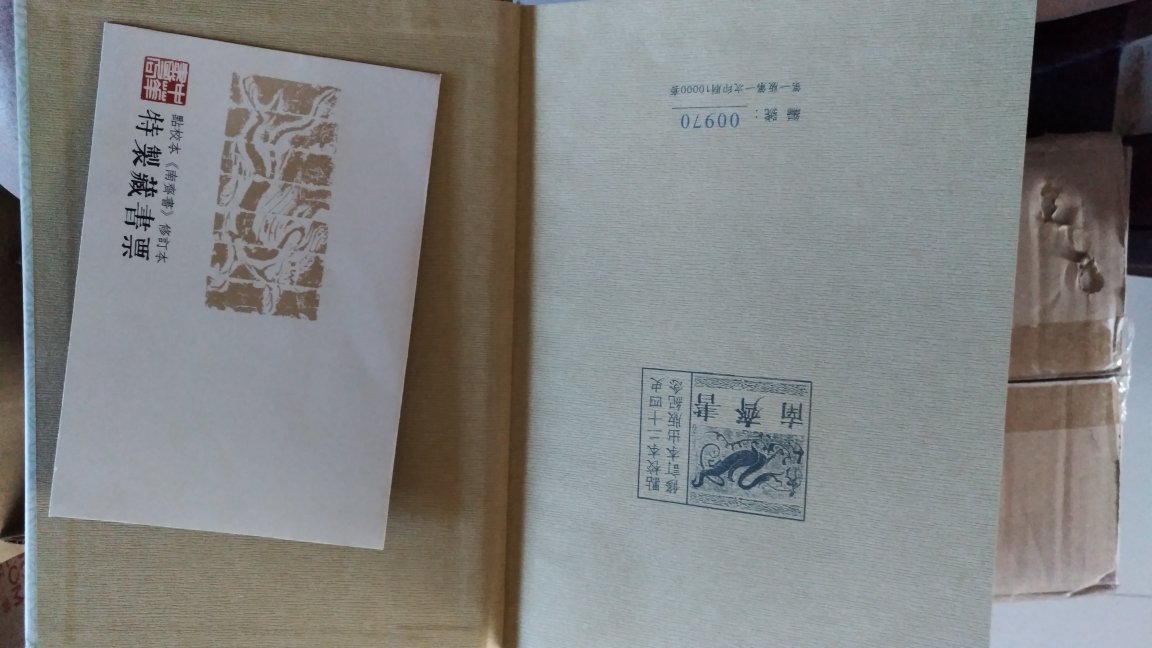 中華書局
點校本《南齊書》修訂本
特製藏書票
編號：00970
第一版第一次印刷10000套
南齊書
點校本二十四史
修訂本出版紀念